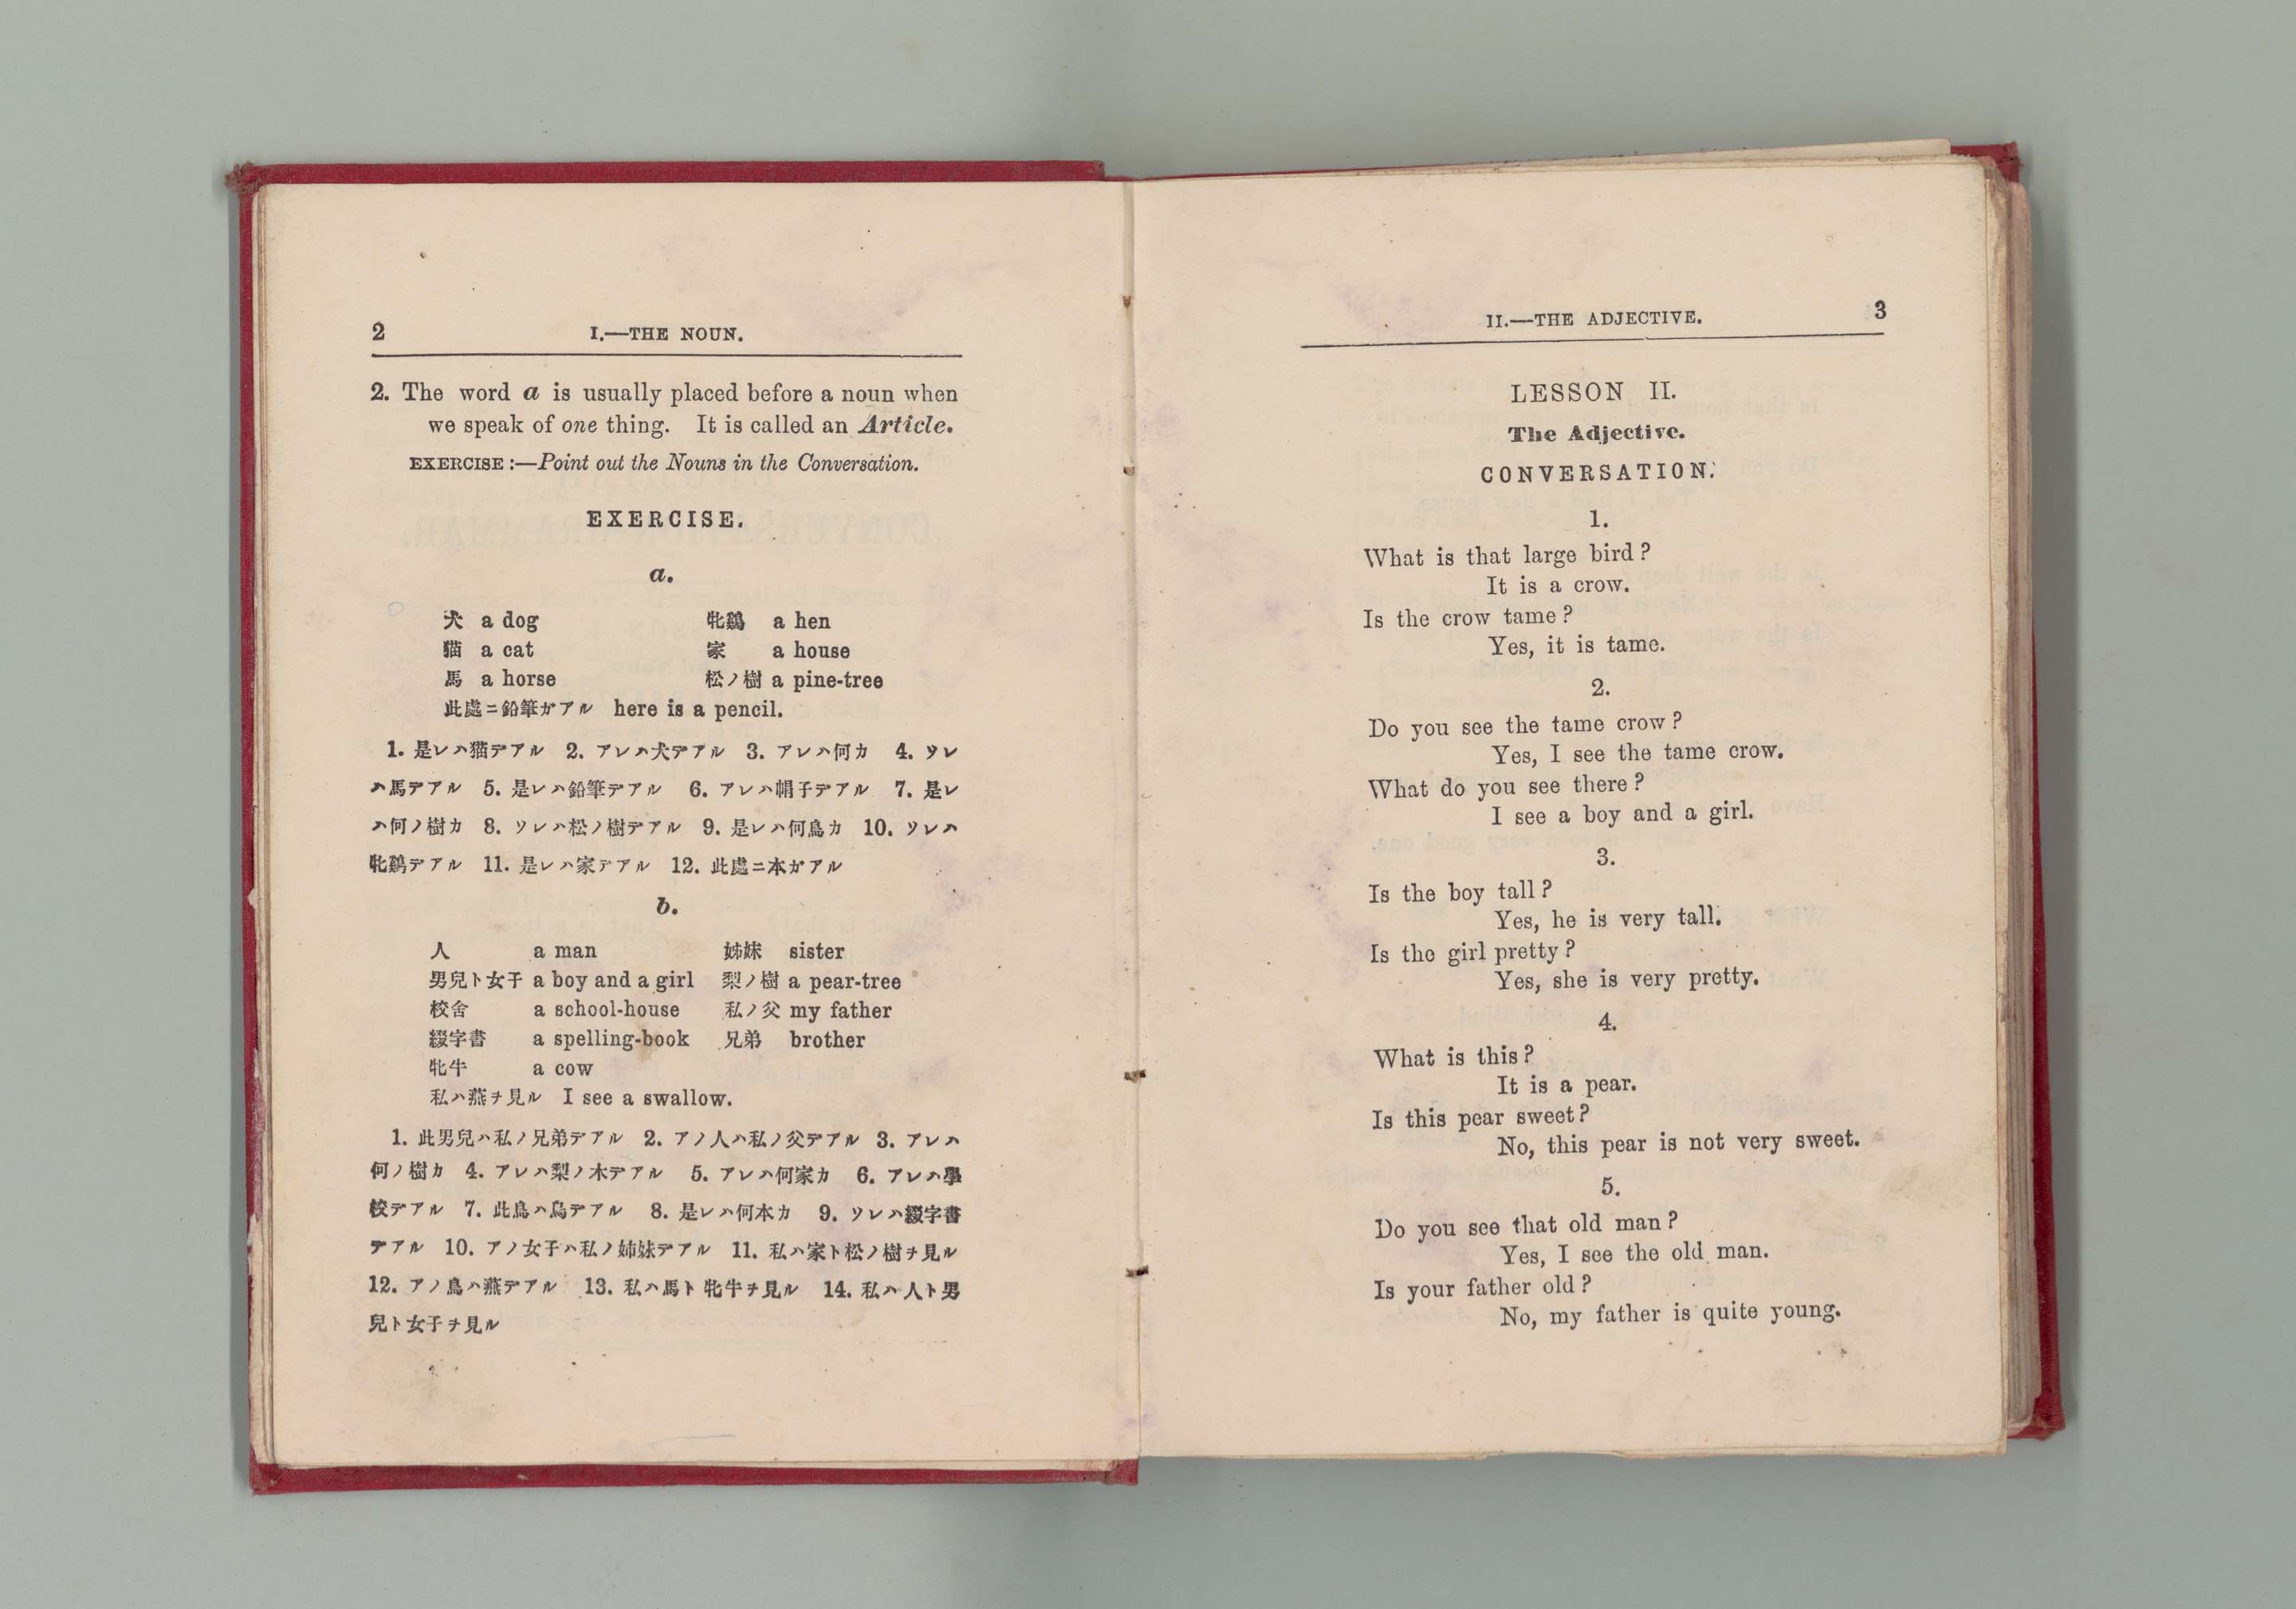 2 I.—THE NOUN.
2. The word a is usually placed before a noun when
we speak of one thing. It is called an Article.
EXERCISE:—Point out the Nouns in the Conversation.
EXERCISE.
a.
犬 a dog 牝鷄 a hen
猫 a cat 家 a house
馬 a horse 松ノ樹 a pine-tree
此處ニ鉛筆ガアル here is a pencil.
1. 是レハ猫デアル 2. アレハ犬デアル 3. アレハ何カ 4. ソレ
ハ馬デアル 5. 是レハ鉛筆デアル 6. アレハ帽子デアル 7. 是レ
ハ何ノ樹カ 8. ソレハ松ノ樹デアル 9. 是レハ何鳥カ 10. ソレハ
牝鷄デアル 11. 是レハ家デアル 12. 此處ニ本ガアル
b.
人 a man 姊妹 sister
男兒ト女子 a boy and a girl 梨ノ樹 a pear-tree
校舍 a school-house 私ノ父 my father
綴字書 a spelling-book 兄弟 brother
牝牛 a cow
私ハ燕ヲ見ル I see a swallow.
1. 此男兒ハ私ノ兄弟デアル 2. アノ人ハ私ノ父デアル 3. アレハ
何ノ樹カ 4. アレハ梨ノ木デアル 5. アレハ何家カ 6. アレハ學
校デアル 7. 此鳥ハ烏デアル 8. 是レハ何本カ 9. ソレハ綴字書
デアル 10. アノ女子ハ私ノ姊妹デアル 11. 私ハ家ト松ノ樹ヲ見ル
12. アノ鳥ハ燕デアル 13. 私ハ馬ト牝牛ヲ見ル 14. 私ハ人ト男
兒ト女子ヲ見ル
II.—THE ADJECTIVE. 3
LESSON II.
The Adjective.
CONVERSATION.
1.
What is that large bird?
It is a crow.
Is the crow tame?
Yes, it is tame.
2.
Do you see the tame crow?
Yes, I see the tame crow.
What do you see there?
I see a boy and a girl.
3.
Is the boy tall?
Yes, he is very tall.
Is the girl pretty?
Yes, she is very pretty.
4.
What is this?
It is a pear.
Is this pear sweet?
No, this pear is not very sweet.
5.
Do you see that old man?
Yes, I see the old man.
Is your father old?
No, my father is quite young.